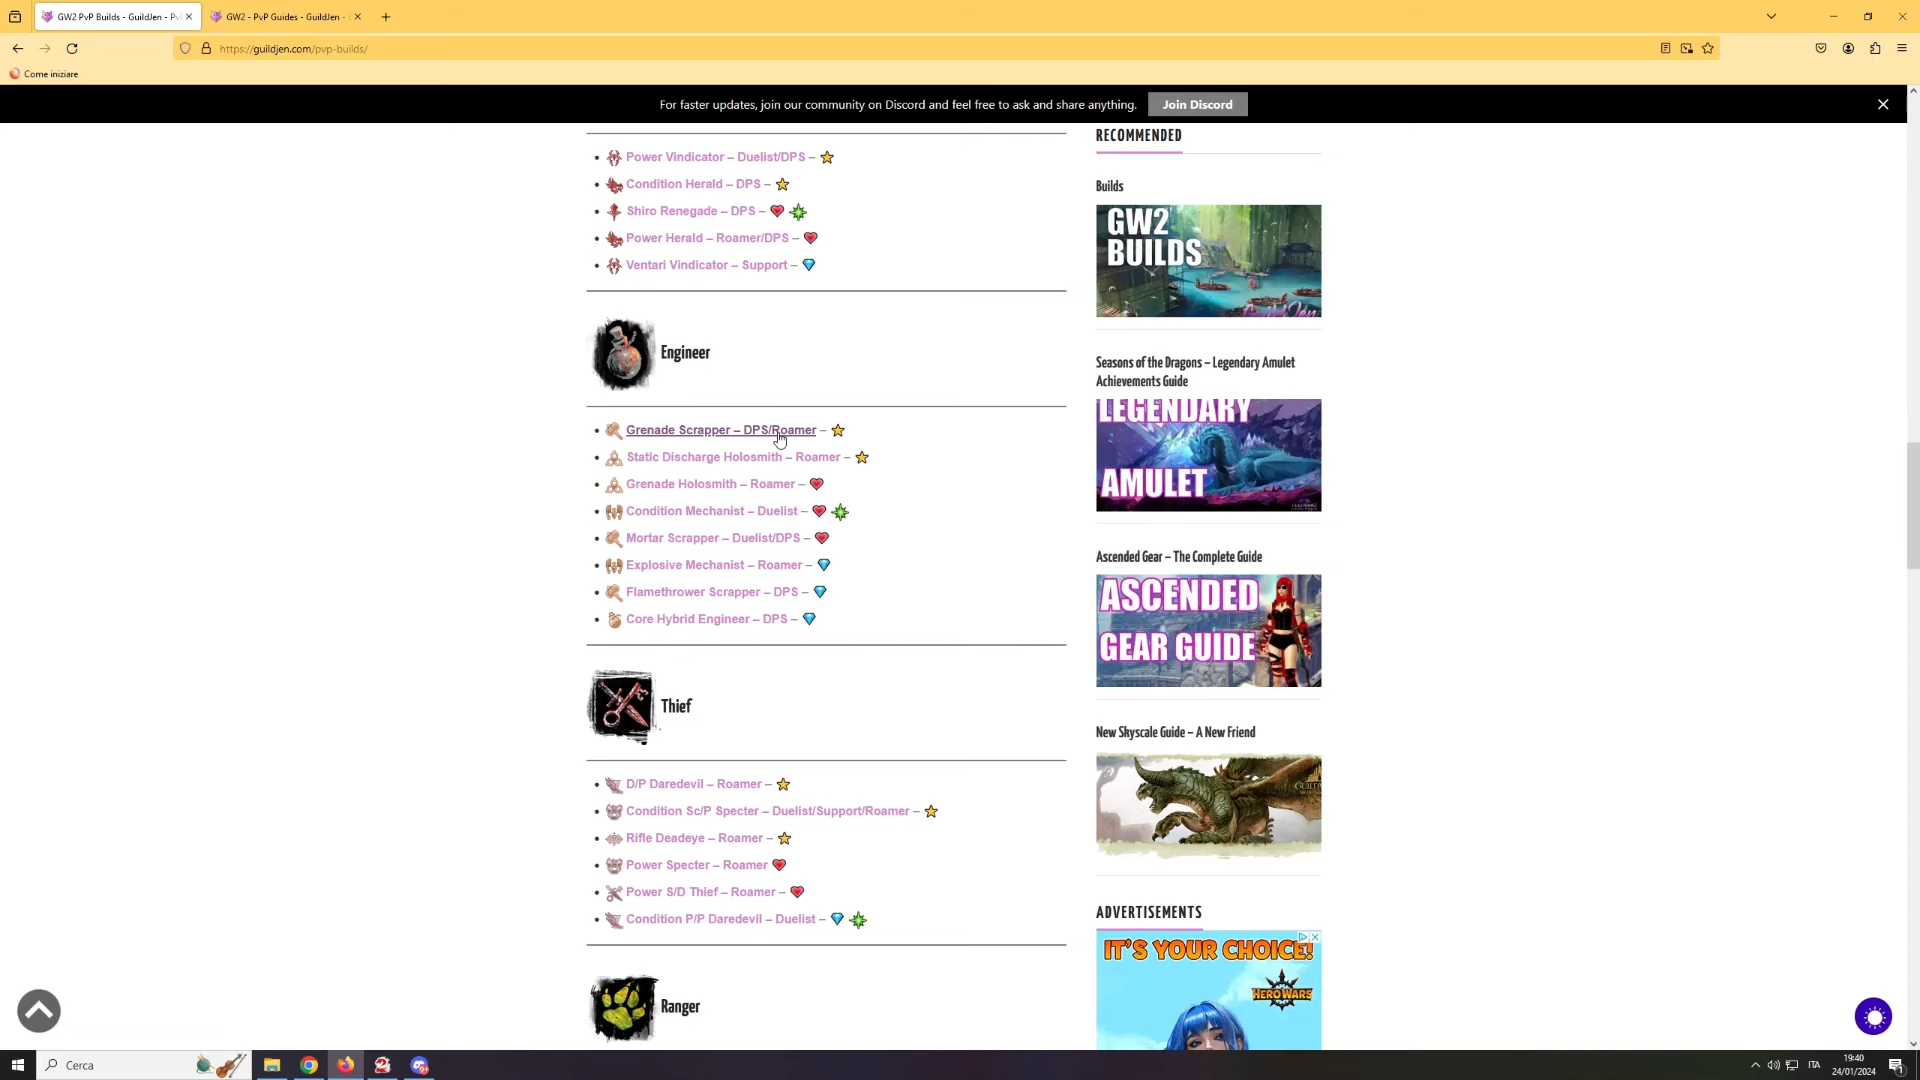 GW2 PvP Builds - GuildJen - Pv
GW2 - PvP Guides - GuildJen -
https://guildjen.com/pvp-builds/
Come iniziare
For faster updates, join our community on Discord and feel free to ask and share anything.
Join Discord
Power Vindicator – Duelist/DPS –
Condition Herald – DPS –
Shiro Renegade – DPS –
Power Herald – Roamer/DPS –
Ventari Vindicator – Support –
Engineer
Grenade Scrapper – DPS/Roamer –
Static Discharge Holosmith – Roamer –
Grenade Holosmith – Roamer –
Condition Mechanist – Duelist –
Mortar Scrapper – Duelist/DPS –
Explosive Mechanist – Roamer –
Flamethrower Scrapper – DPS –
Core Hybrid Engineer – DPS –
Thief
D/P Daredevil – Roamer –
Condition Sc/P Specter – Duelist/Support/Roamer –
Rifle Deadeye – Roamer –
Power Specter – Roamer
Power S/D Thief – Roamer –
Condition P/P Daredevil – Duelist –
Ranger
RECOMMENDED
Builds
GW2
BUILDS
Seasons of the Dragons – Legendary Amulet
Achievements Guide
LEGENDARY
AMULET
Ascended Gear – The Complete Guide
ASCENDED
GEAR GUIDE
New Skyscale Guide – A New Friend
ADVERTISEMENTS
IT'S YOUR CHOICE!
HERO WARS
Cerca
ITA
19:40
24/01/2024